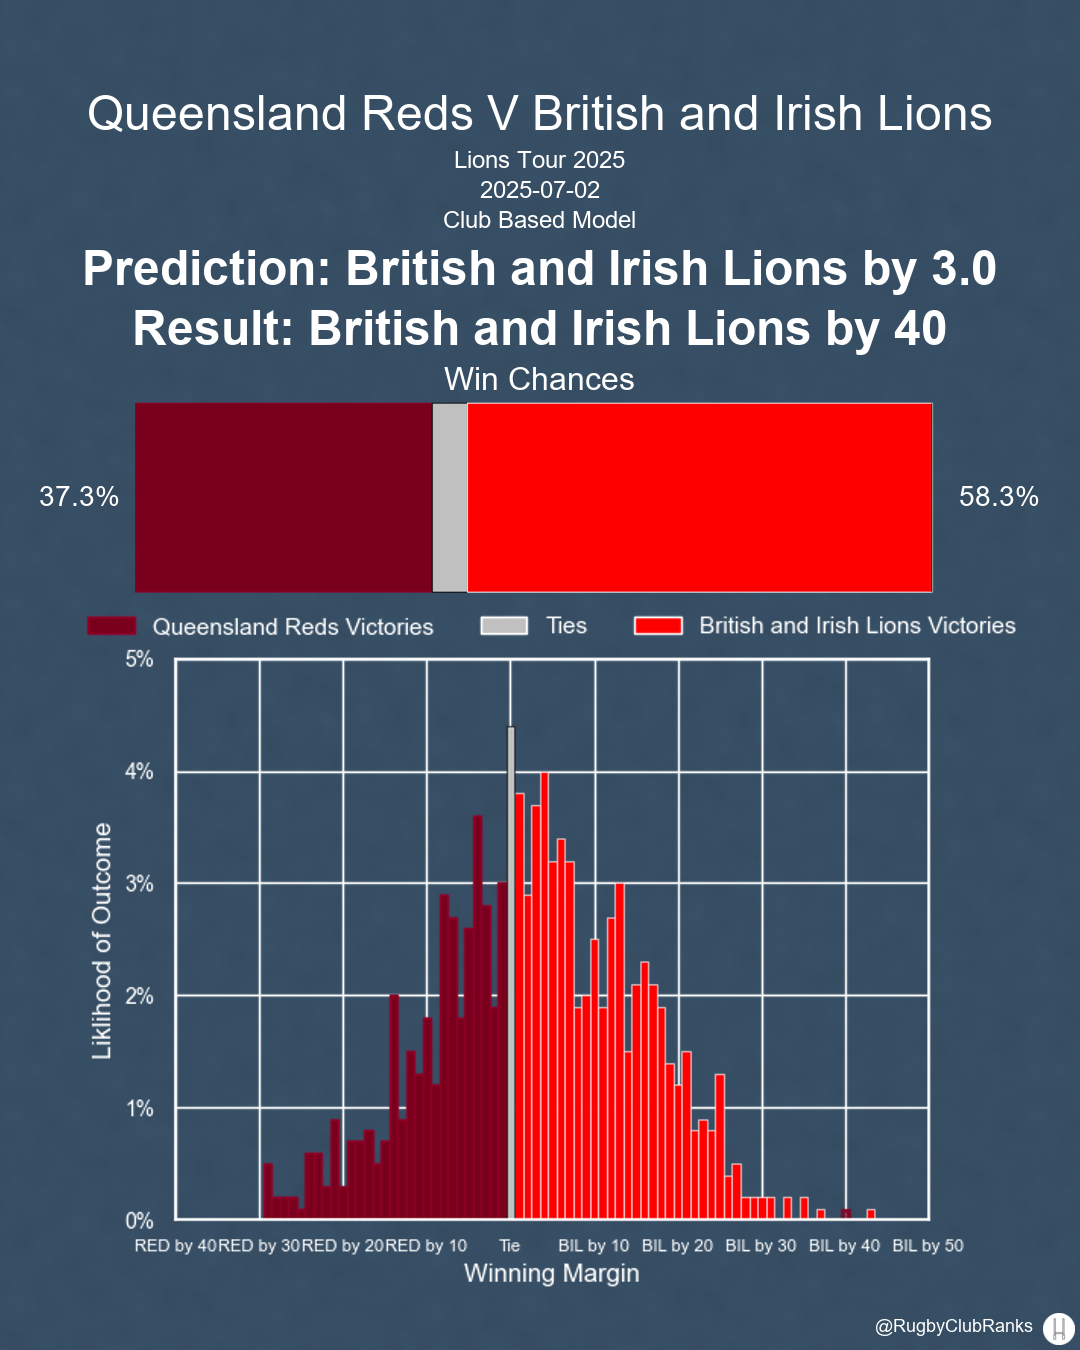 Queensland Reds V British and Irish Lions
Lions Tour 2025
2025-07-02
Club Based Model
Prediction: British and Irish Lions by 3.0
Result: British and Irish Lions by 40
Win Chances
37.3%
58.3%
Queensland Reds Victories
Ties
British and Irish Lions Victories
5%
4%
3%
2%
1%
0%
Liklihood of Outcome
RED by 40
RED by 30
RED by 20
RED by 10
Tie
BIL by 10
BIL by 20
BIL by 30
BIL by 40
BIL by 50
Winning Margin
@RugbyClubRanks